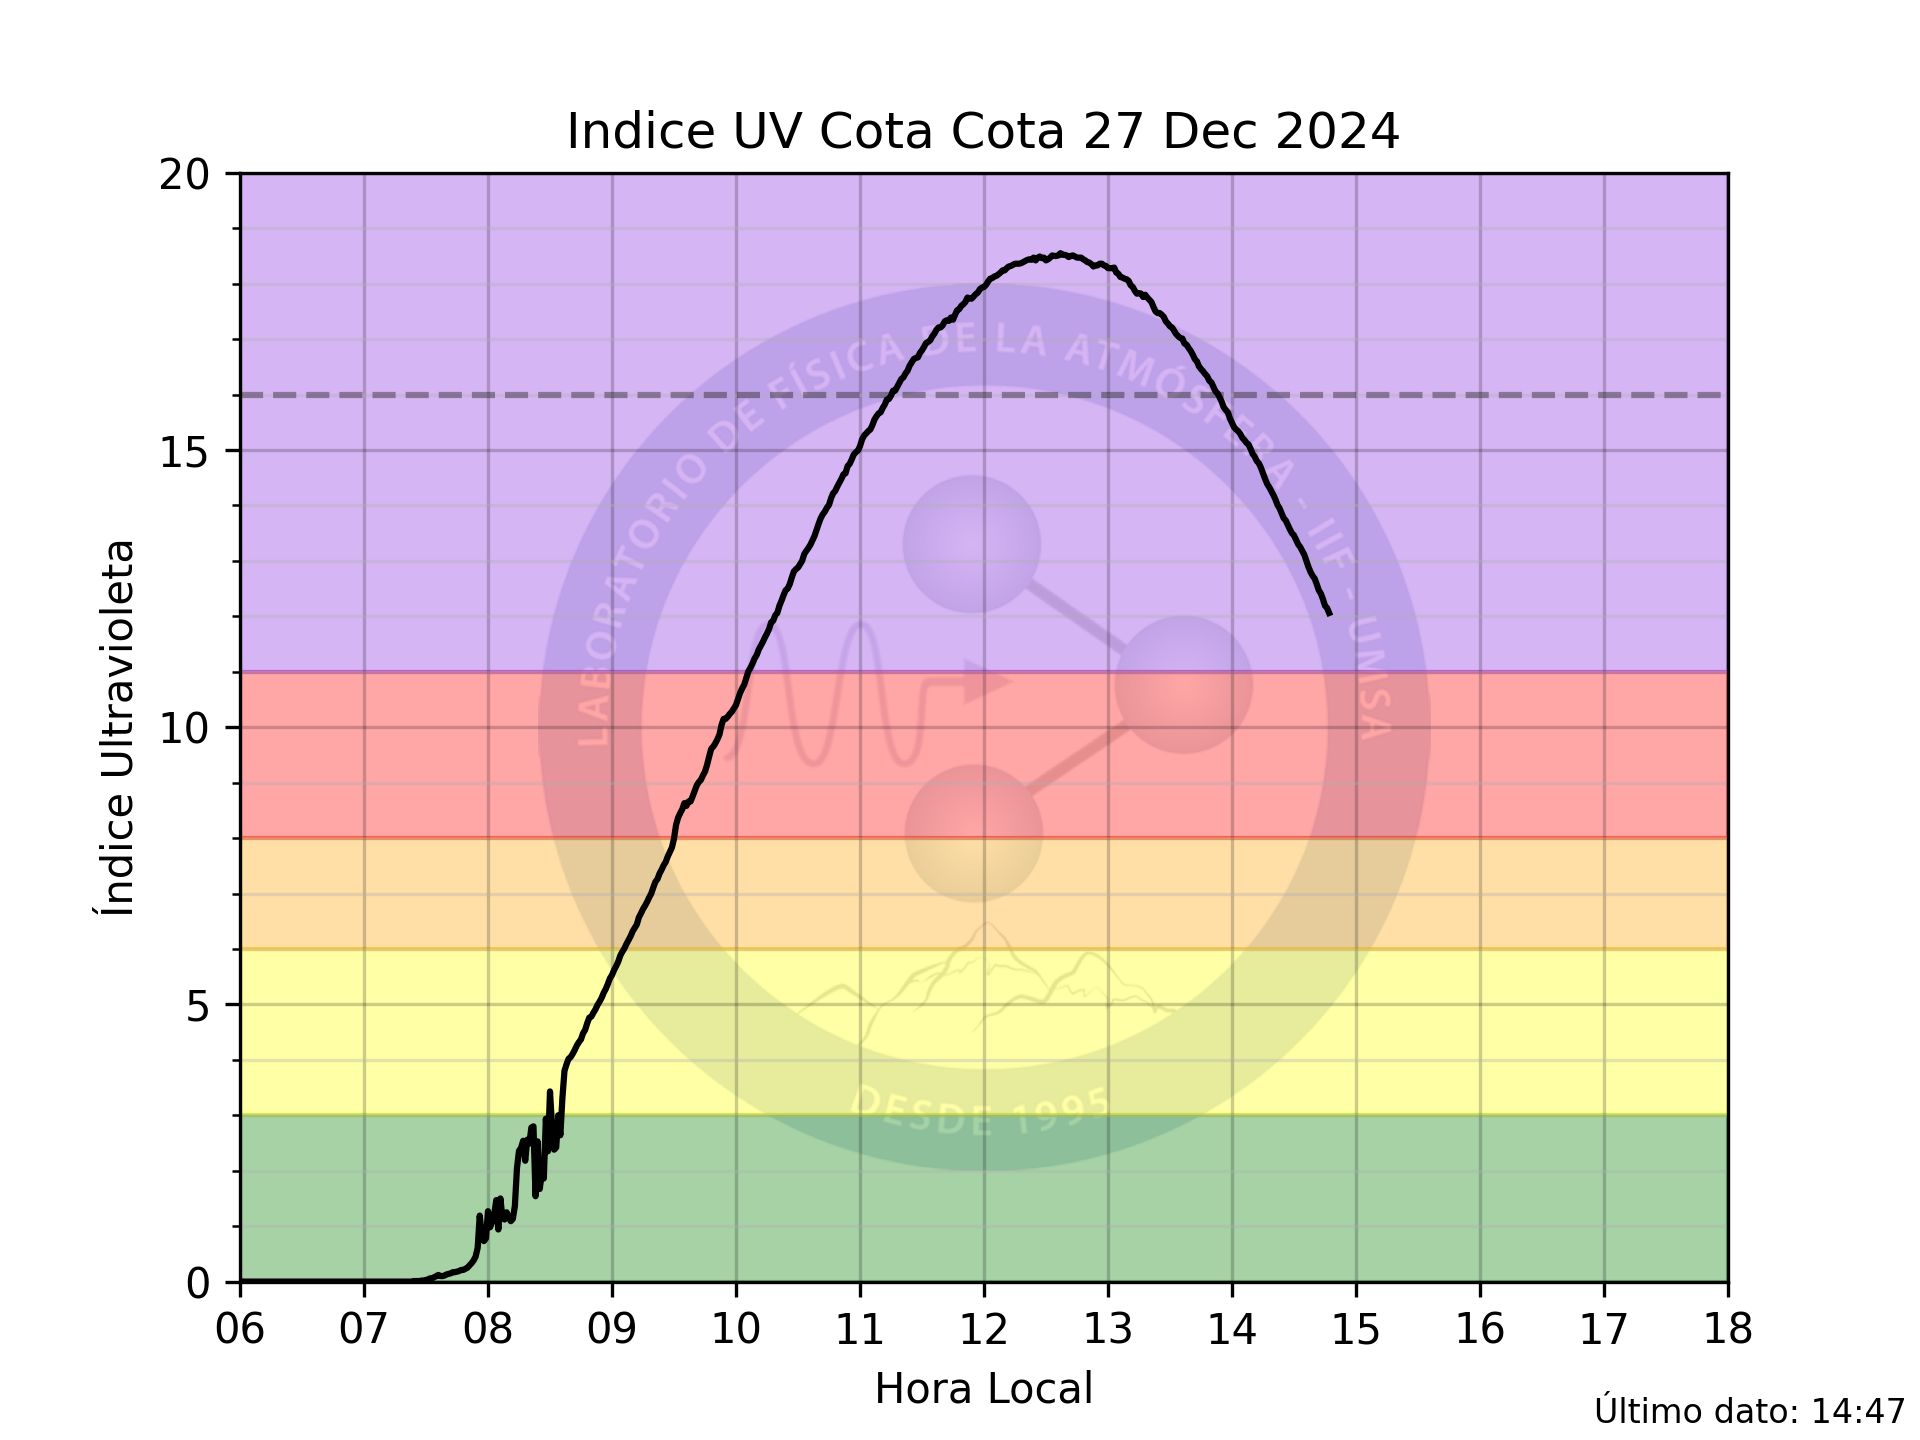 Indice UV Cota Cota 27 Dec 2024
20
15
10
5
0
Índice Ultravioleta
LABORATORIO DE FÍSICA DE LA ATMÓSFERA - IIF - UMSA
DESDE 1995
06 07 08 09 10 11 12 13 14 15 16 17 18
Hora Local
Último dato: 14:47